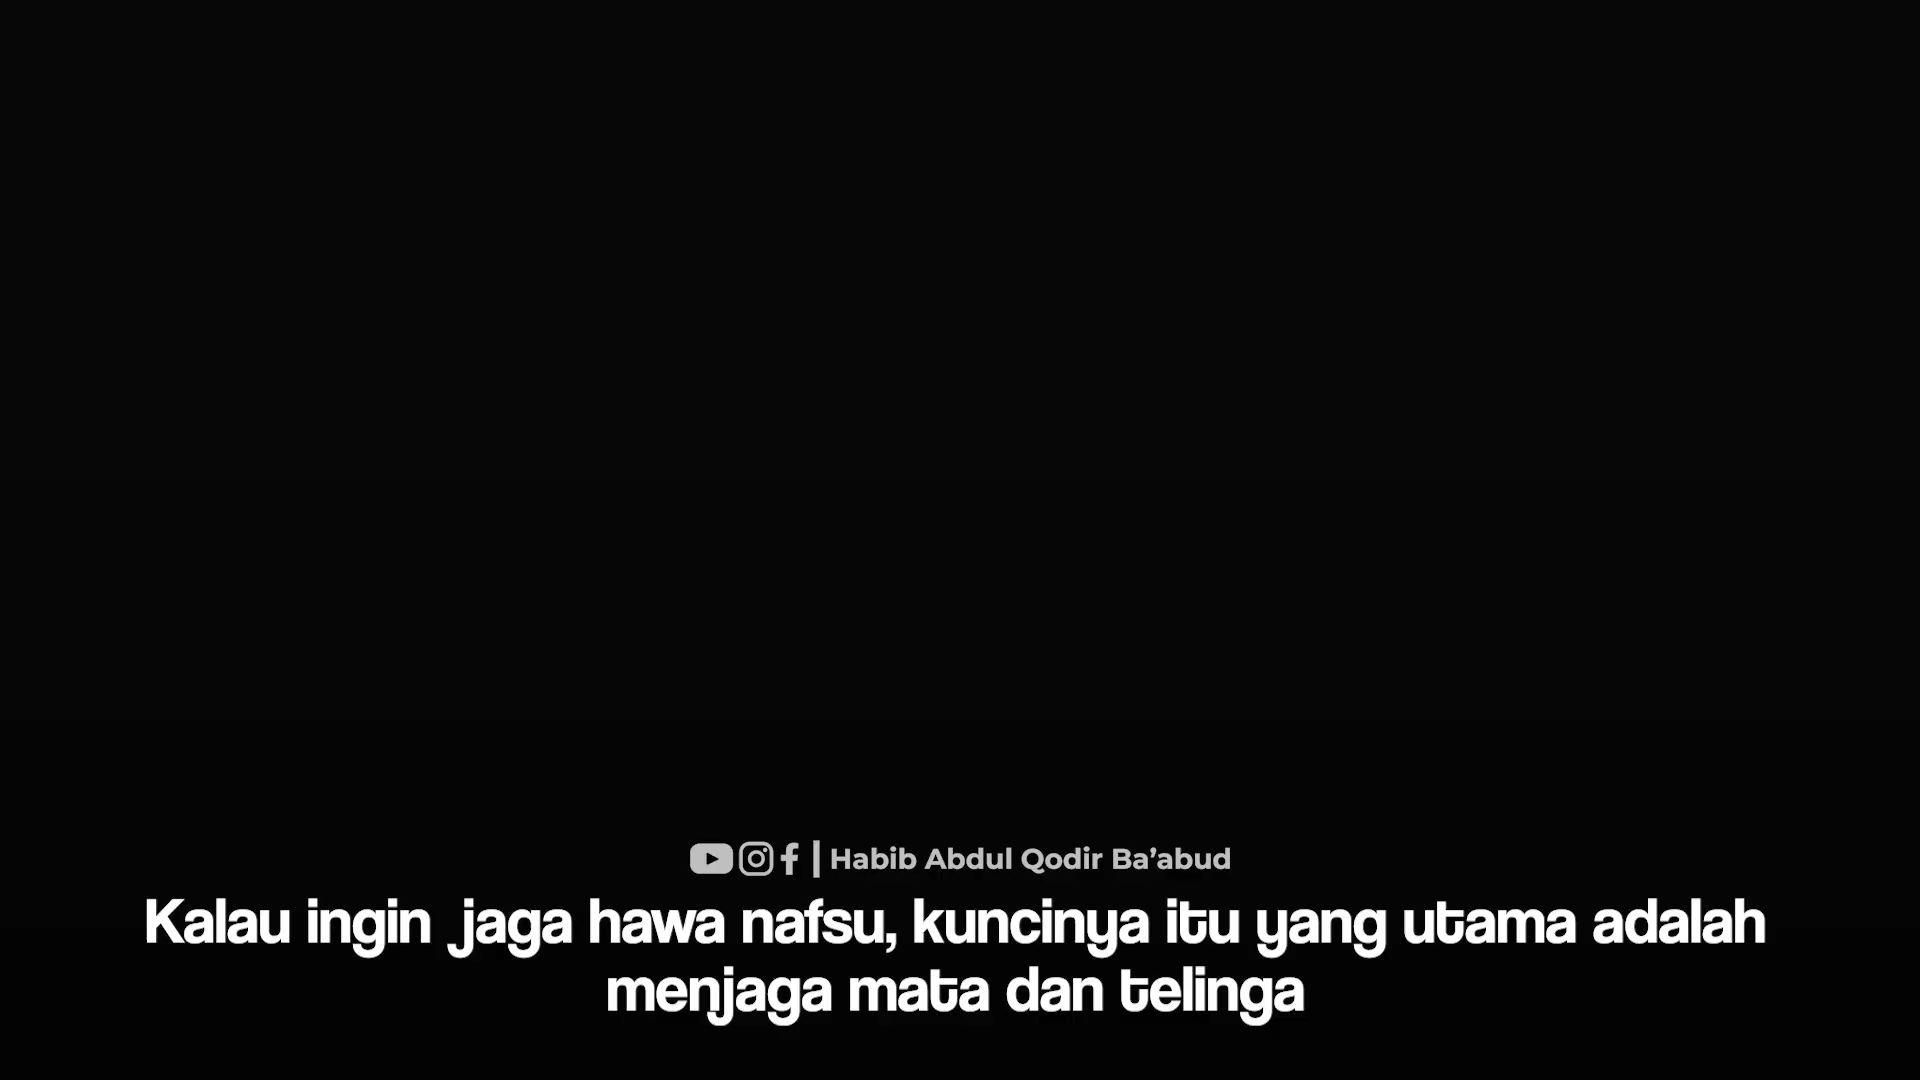 | Habib Abdul Qodir Ba’abud
Kalau ingin jaga hawa nafsu, kuncinya itu yang utama adalah
menjaga mata dan telinga